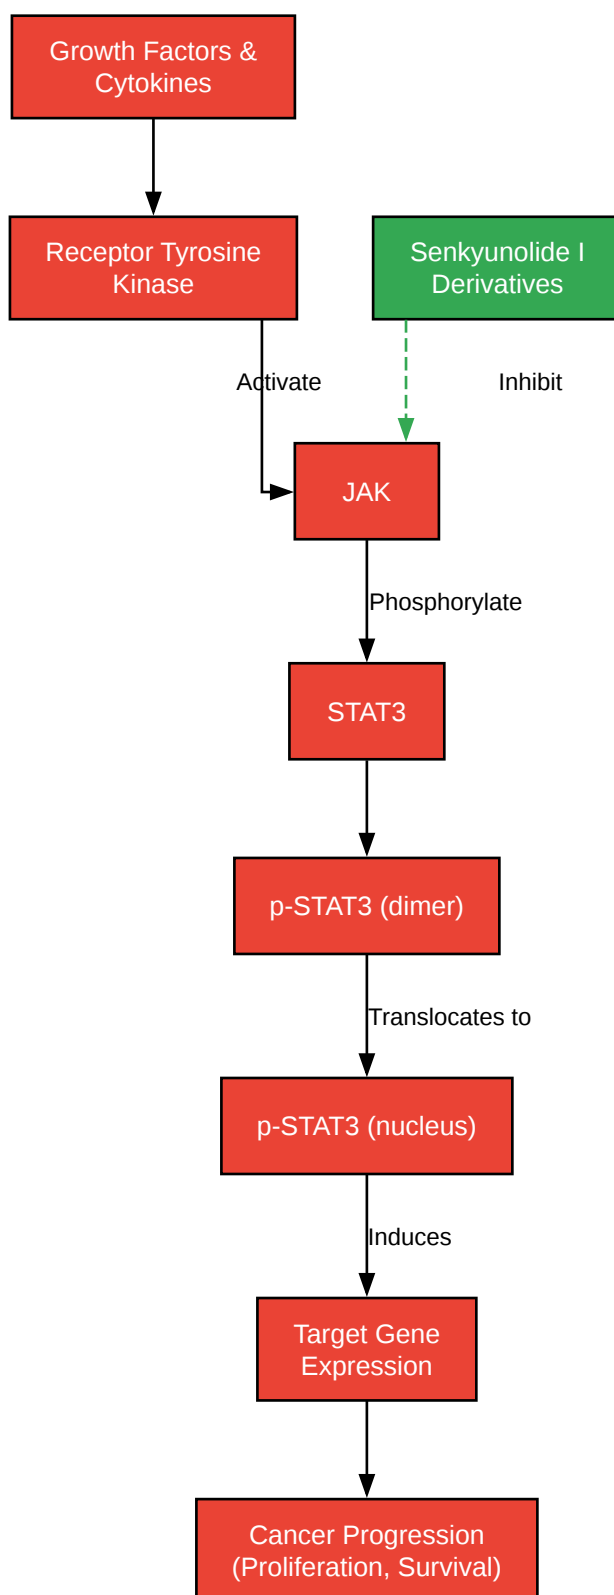 Growth Factors &
Cytokines
Receptor Tyrosine
Kinase
Senkyunolide I
Derivatives
Activate
Inhibit
JAK
Phosphorylate
STAT3
p-STAT3 (dimer)
Translocates to
p-STAT3 (nucleus)
Induces
Target Gene
Expression
Cancer Progression
(Proliferation, Survival)